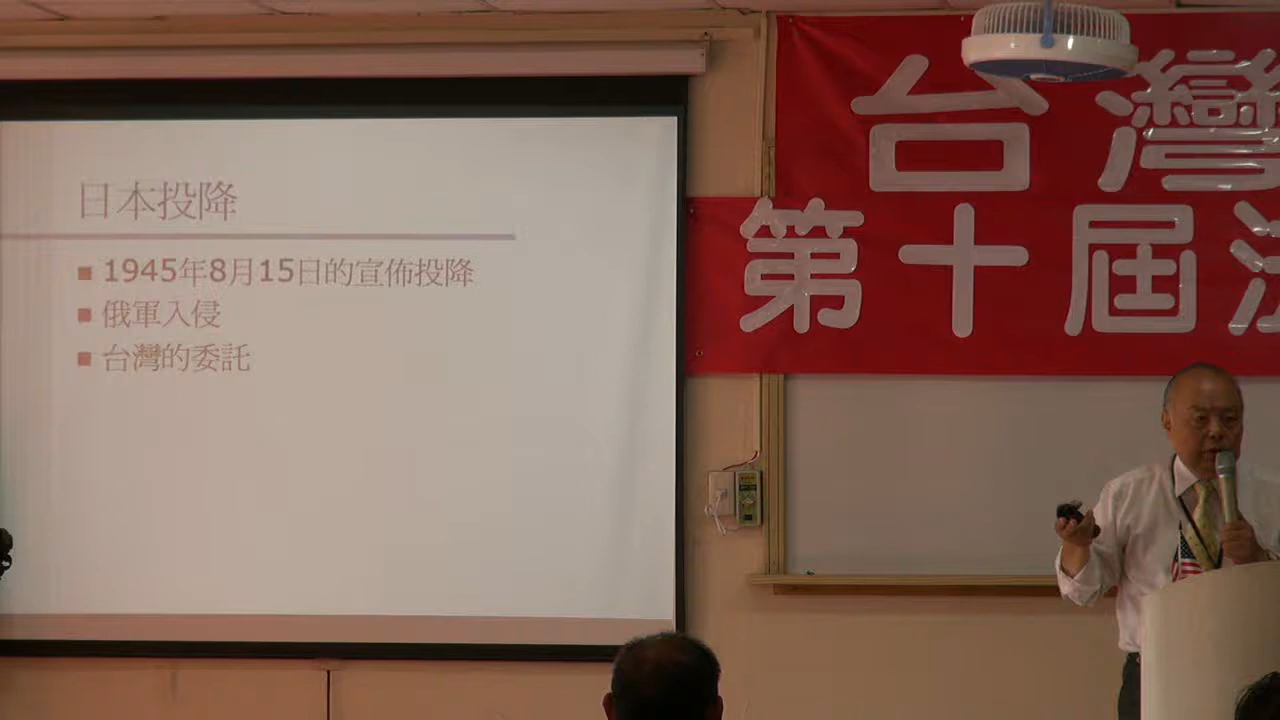 日本投降
1945年8月15日的宣佈投降
俄軍入侵
台灣的委託
台灣
第十屆